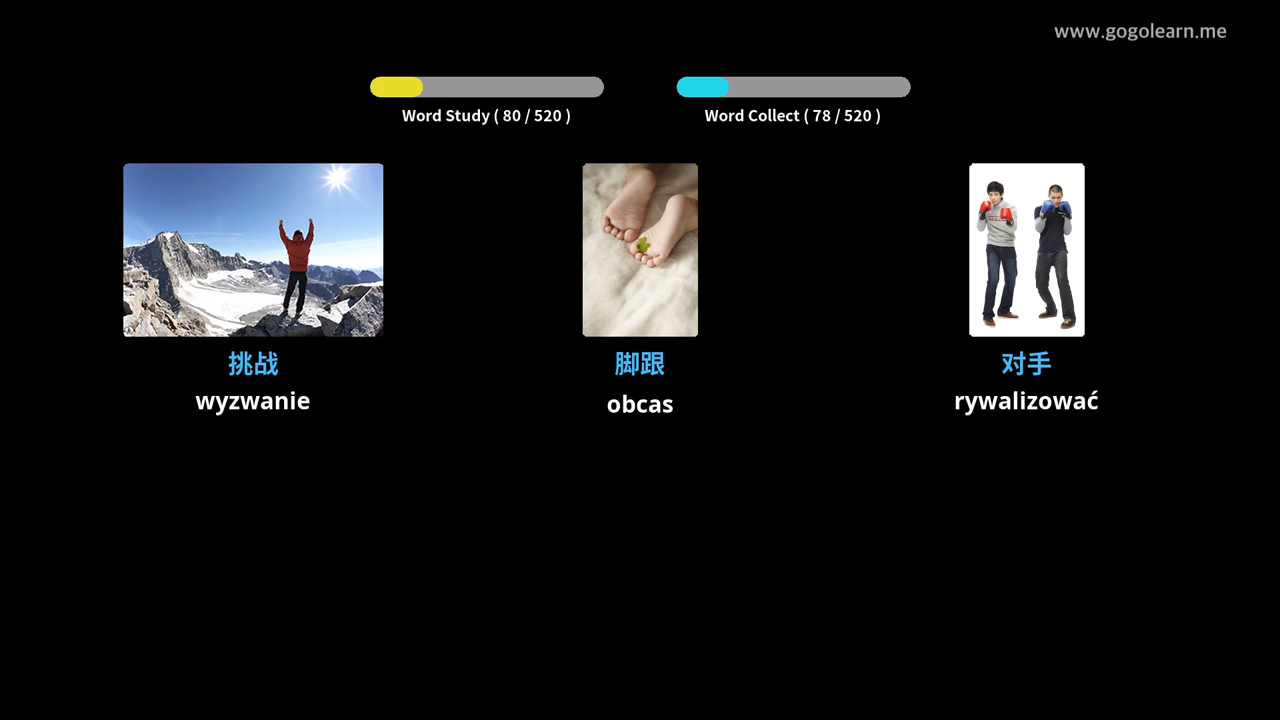 www.gogolearn.me
Word Study ( 80 / 520 )
Word Collect ( 78 / 520 )
挑战
脚跟
对手
wyzwanie
obcas
rywalizować